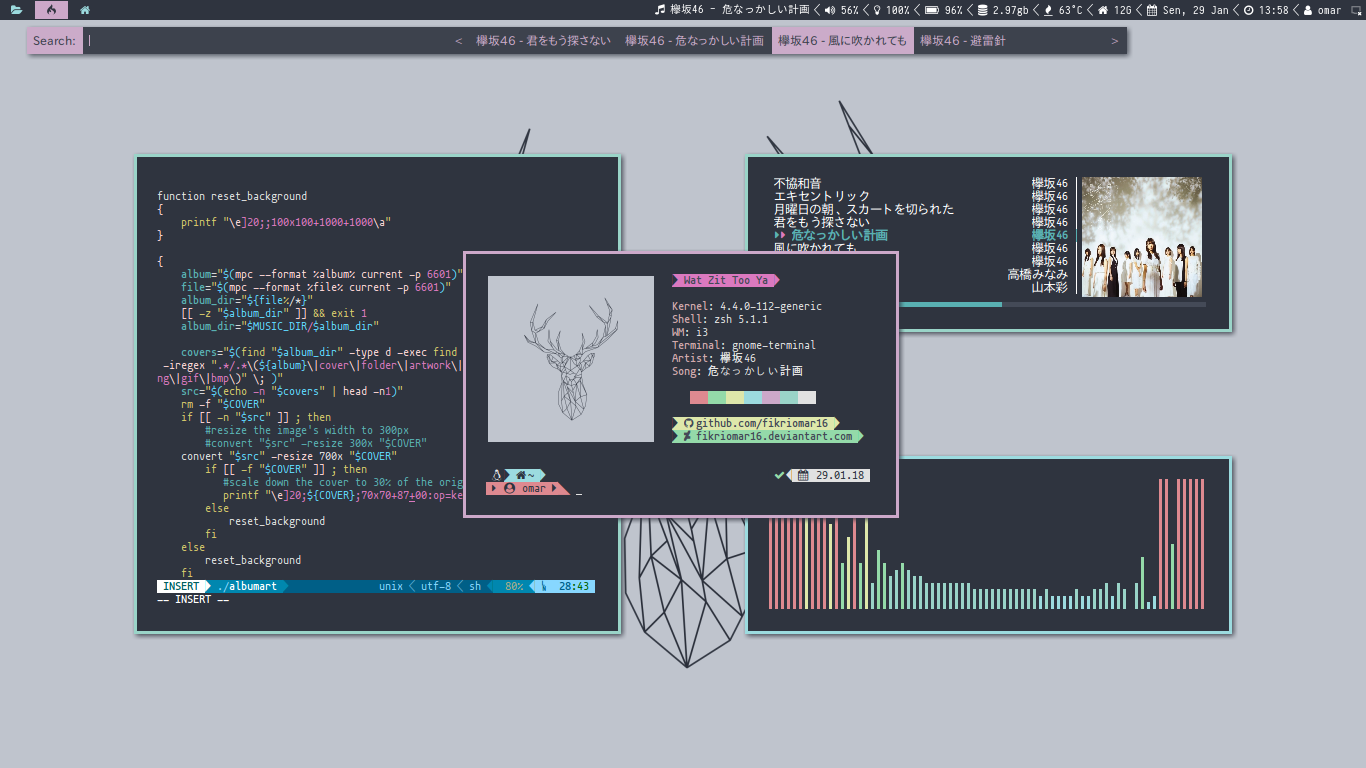 欅坂46 - 危なっかしい計画 56% 100% 96% 2.97gb 63°C 12G Sen, 29 Jan 13:58 omar
Search: < 欅坂46 - 君をもう探さない 欅坂46 - 危なっかしい計画 欅坂46 - 風に吹かれても 欅坂46 - 避雷針 >
function reset_background
{
printf "\e]20;;100x100+1000+1000\a"
}
{
album="$(mpc --format %album% current -p 6601)"
file="$(mpc --format %file% current -p 6601)"
album_dir="${file%/*}"
[[ -z "$album_dir" ]] && exit 1
album_dir="$MUSIC_DIR/$album_dir"
covers="$(find "$album_dir" -type d -exec find
-iregex ".*/.*\(${album}\|cover\|folder\|artwork\|
ng\|gif\|bmp\)" \; )"
src="$(echo -n "$covers" | head -n1)"
rm -f "$COVER"
if [[ -n "$src" ]] ; then
#resize the image's width to 300px
#convert "$src" -resize 300x "$COVER"
convert "$src" -resize 700x "$COVER"
if [[ -f "$COVER" ]] ; then
#scale down the cover to 30% of the orig
printf "\e]20;${COVER};70x70+87+00:op=ke
else
reset_background
fi
else
reset_background
fi
INSERT ./albumart unix utf-8 sh 80% 28:43
-- INSERT --
不協和音 欅坂46
エキセントリック 欅坂46
月曜日の朝、スカートを切られた 欅坂46
君をもう探さない 欅坂46
危なっかしい計画 欅坂46
風に吹かれても 欅坂46
欅坂46
高橋みなみ
山本彩
Wat Zit Too Ya
Kernel: 4.4.0-112-generic
Shell: zsh 5.1.1
WM: i3
Terminal: gnome-terminal
Artist: 欅坂46
Song: 危なっかしい計画
github.com/fikriomar16
fikriomar16.deviantart.com
~ 29.01.18
omar _